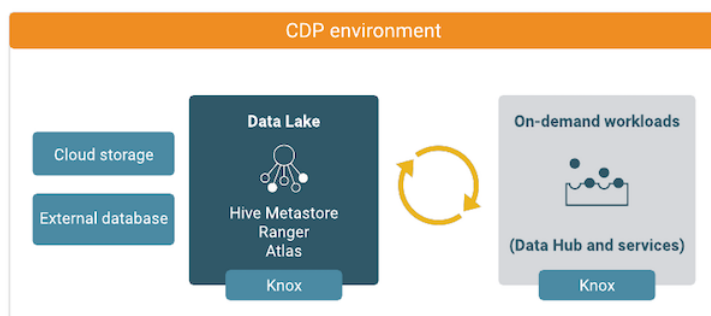 CDP environment
Cloud storage
External database
Data Lake
Hive Metastore
Ranger
Atlas
Knox
On-demand workloads
(Data Hub and services)
Knox